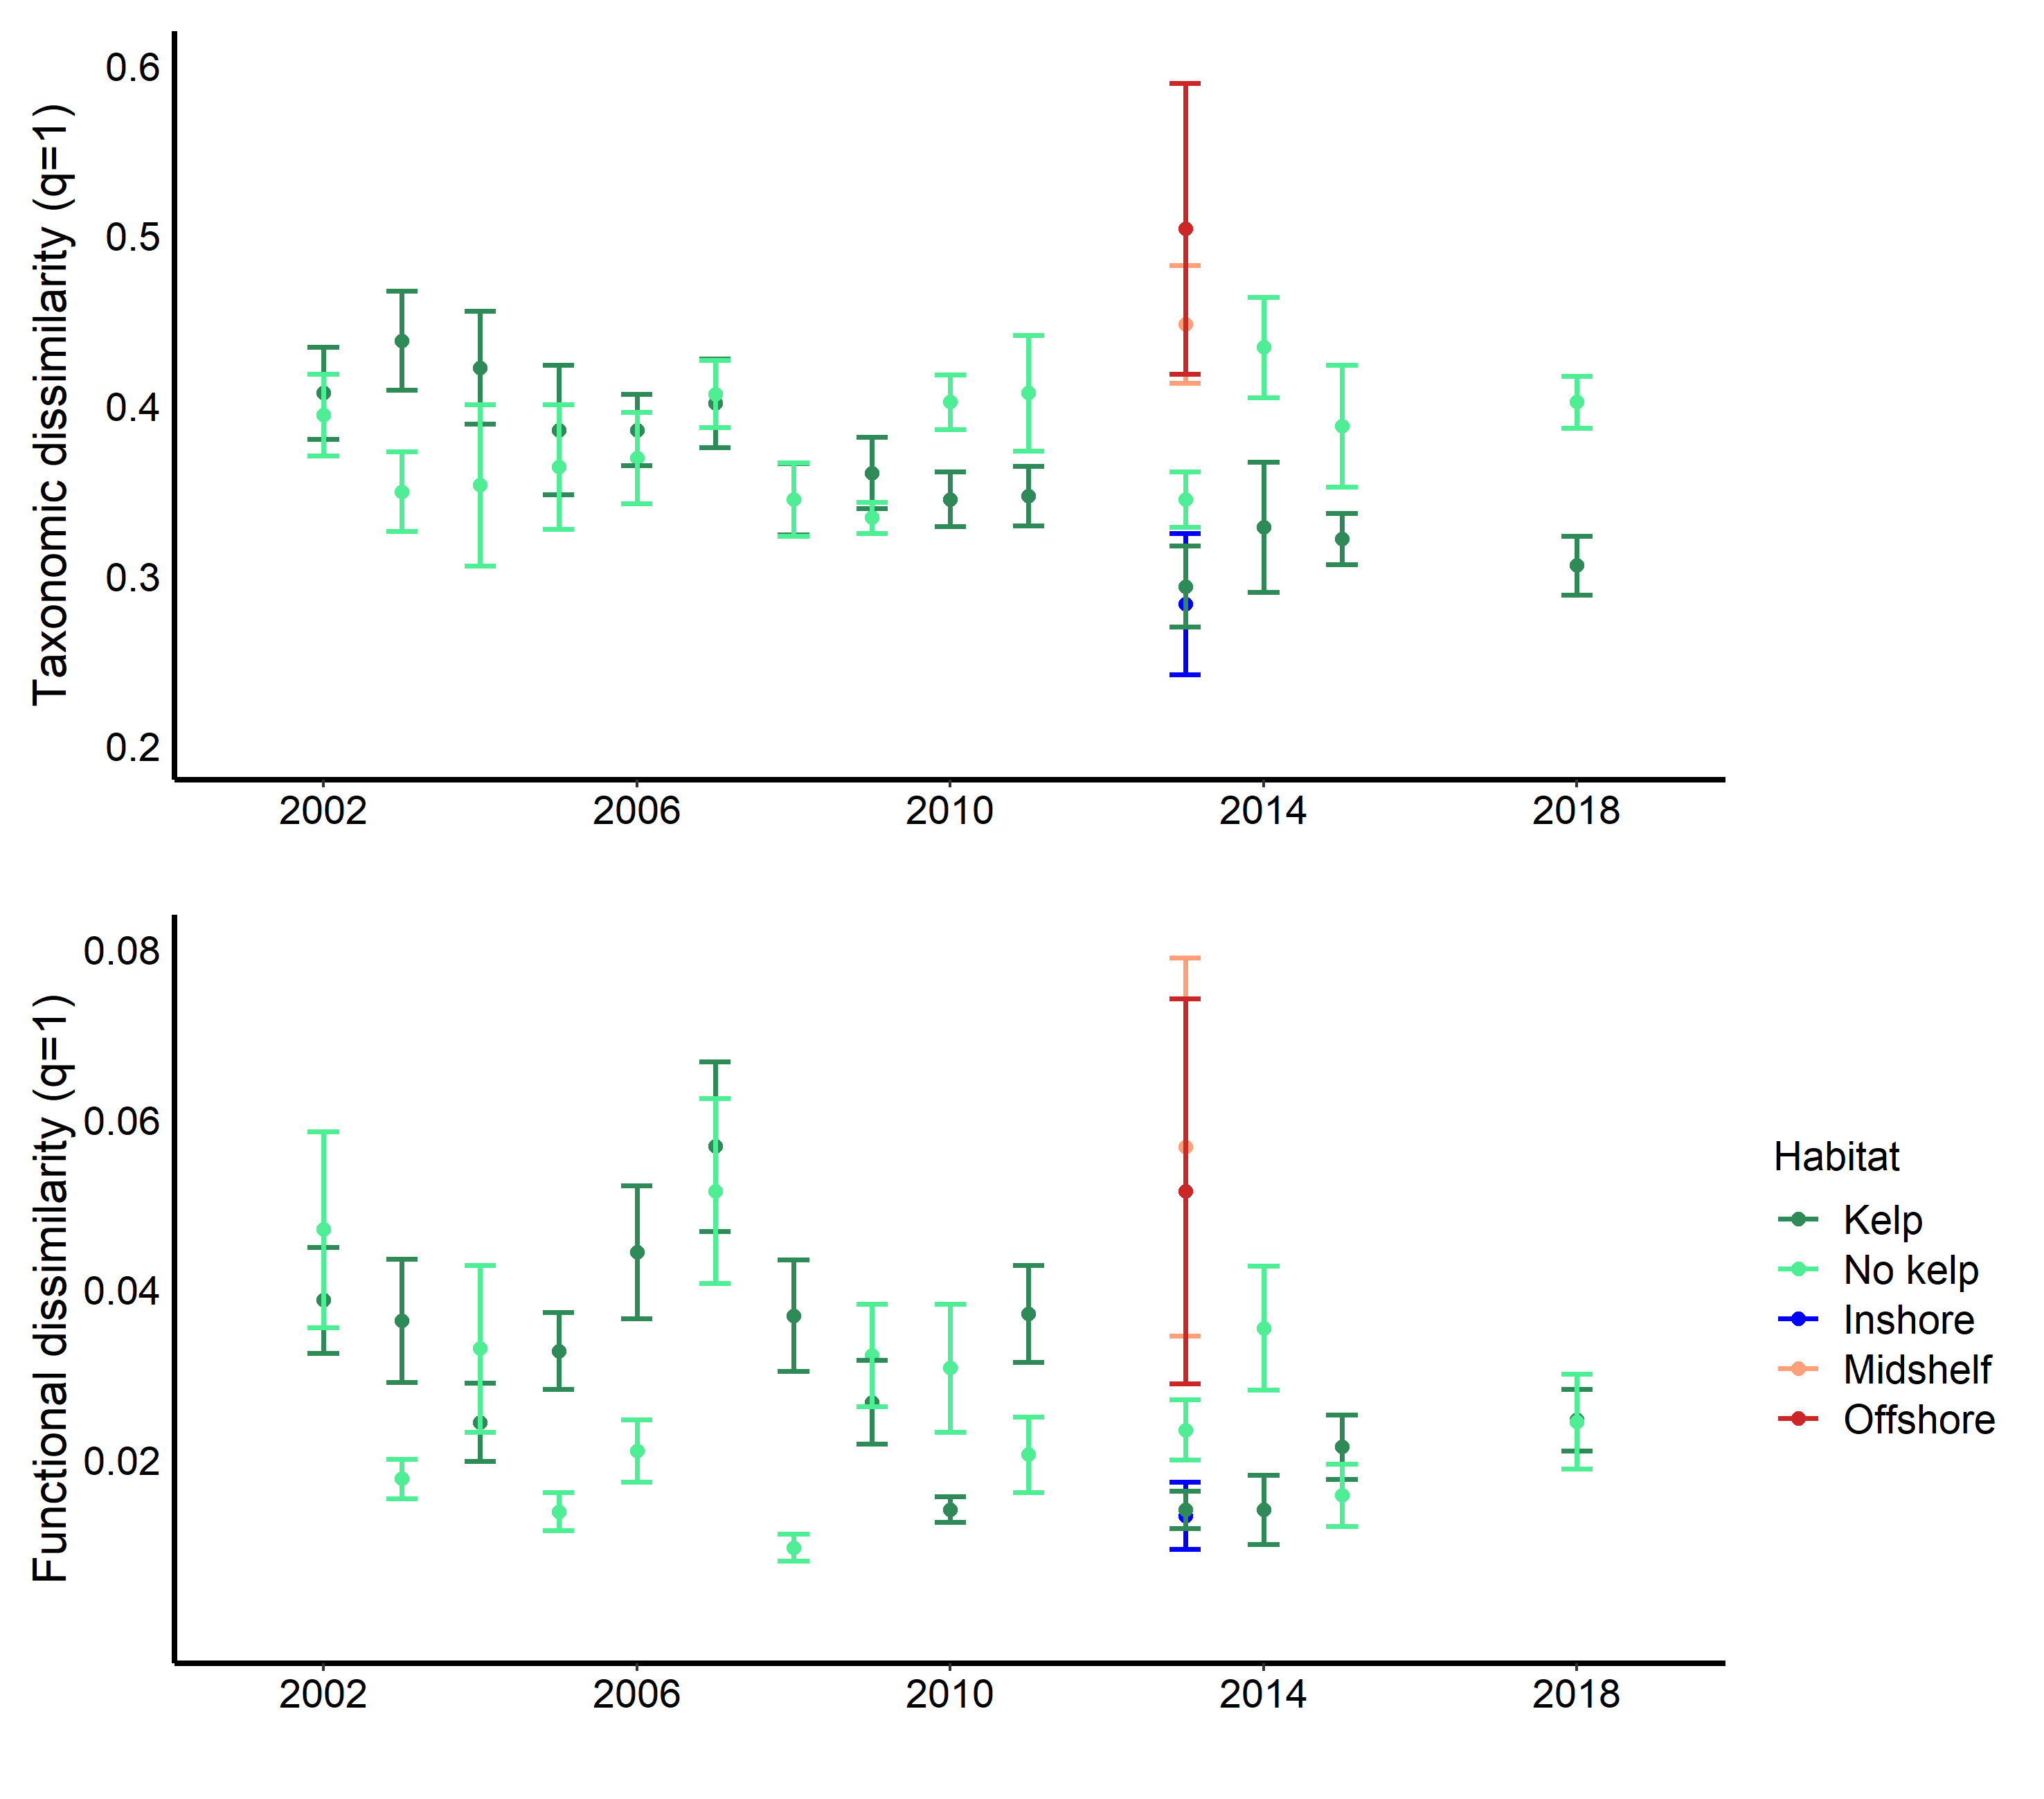 Taxonomic dissimilarity (q=1)
0.6
0.5
0.4
0.3
0.2
2002 2006 2010 2014 2018
Functional dissimilarity (q=1)
0.08
0.06
0.04
0.02
2002 2006 2010 2014 2018
Habitat
Kelp
No kelp
Inshore
Midshelf
Offshore